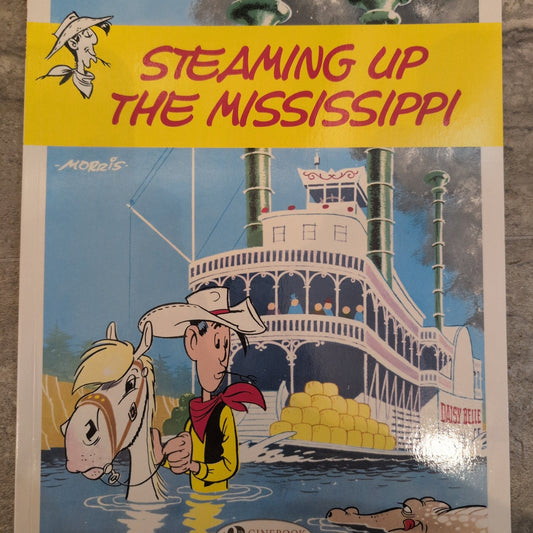 STEAMING UP
THE MISSISSIPPI
-MORRIS-
DAISY BELLE
CINEBOOK